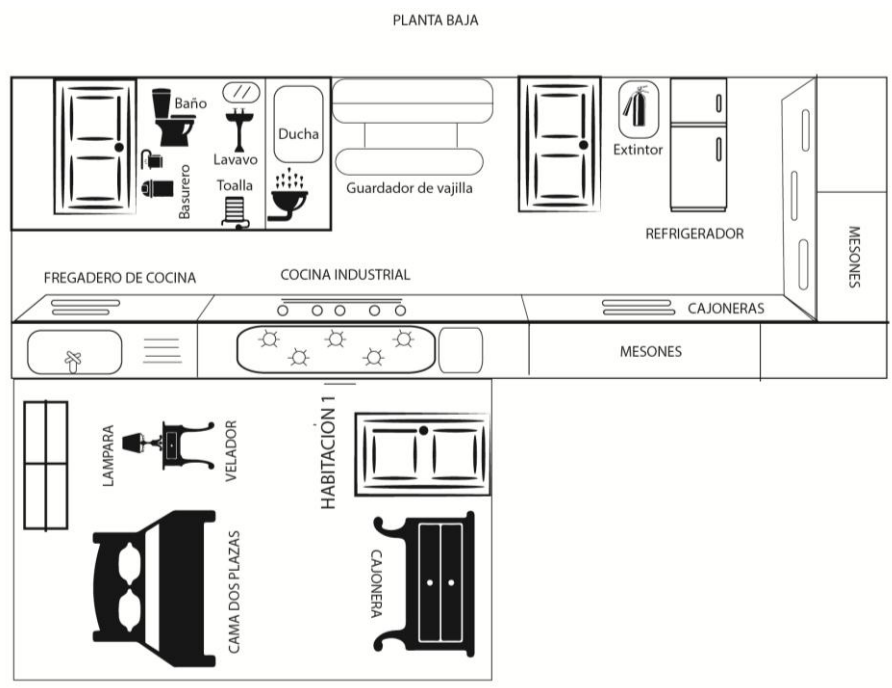 PLANTA BAJA
Baño
Lavavo
Ducha
Basurero
Toalla
Guardador de vajilla
Extintor
REFRIGERADOR
MESONES
FREGADERO DE COCINA
COCINA INDUSTRIAL
CAJONERAS
MESONES
LAMPARA
VELADOR
HABITACIÓN 1
CAMA DOS PLAZAS
CAJONERA